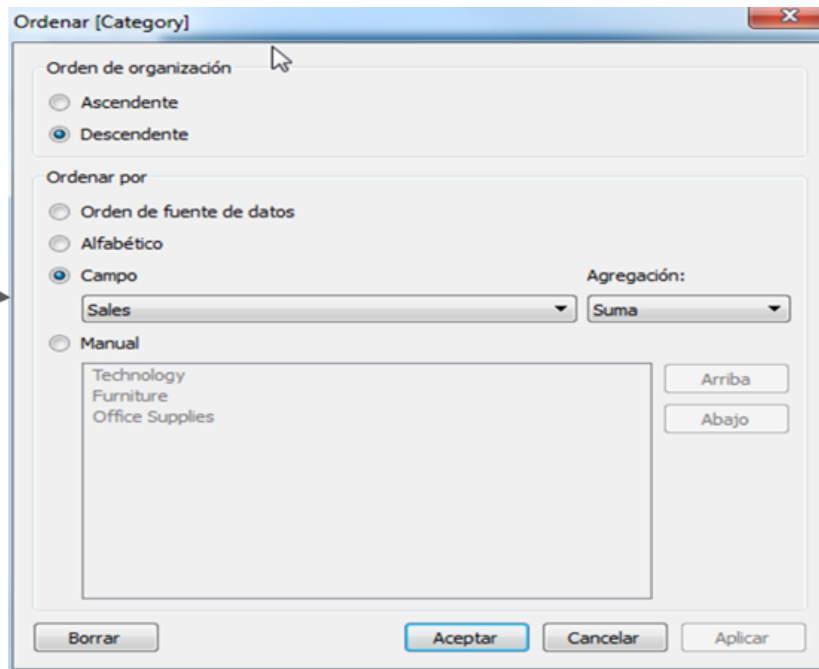 Ordenar [Category]
Orden de organización
Ascendente
Descendente
Ordenar por
Orden de fuente de datos
Alfabético
Campo
Agregación:
Sales
Suma
Manual
Technology
Furniture
Office Supplies
Arriba
Abajo
Borrar
Aceptar
Cancelar
Aplicar